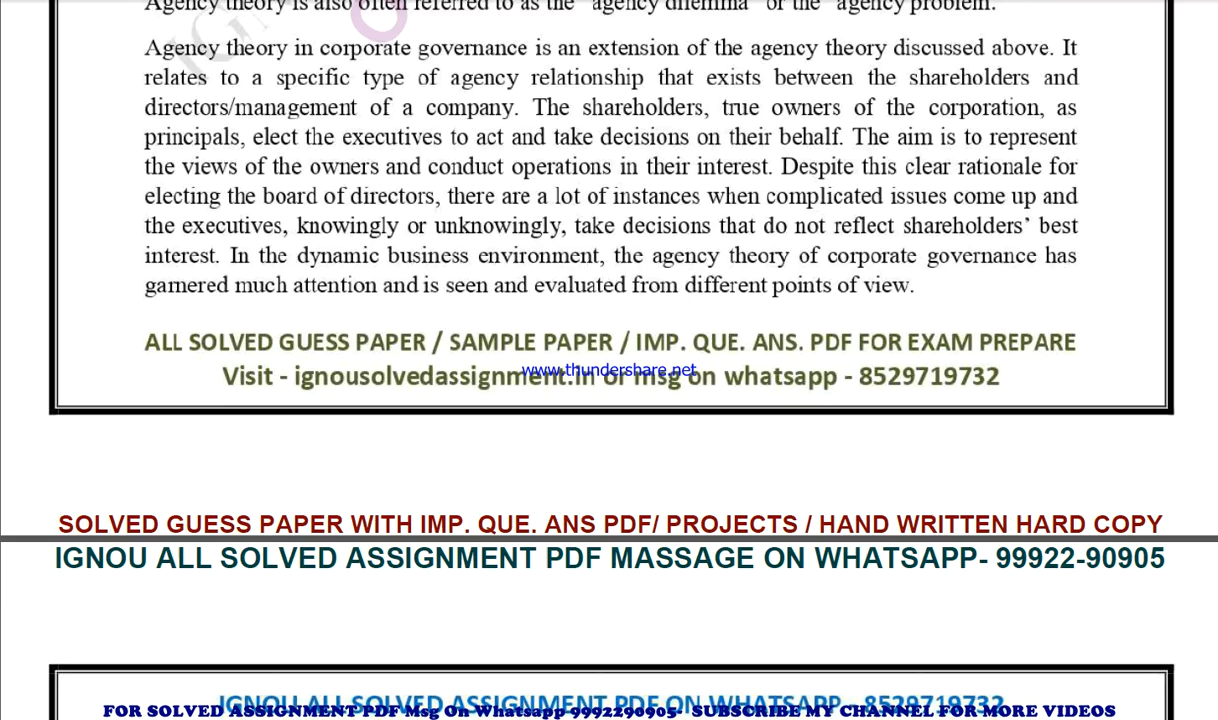 Agency theory is also often referred to as the "agency dilemma" or the "agency problem."
Agency theory in corporate governance is an extension of the agency theory discussed above. It
relates to a specific type of agency relationship that exists between the shareholders and
directors/management of a company. The shareholders, true owners of the corporation, as
principals, elect the executives to act and take decisions on their behalf. The aim is to represent
the views of the owners and conduct operations in their interest. Despite this clear rationale for
electing the board of directors, there are a lot of instances when complicated issues come up and
the executives, knowingly or unknowingly, take decisions that do not reflect shareholders' best
interest. In the dynamic business environment, the agency theory of corporate governance has
garnered much attention and is seen and evaluated from different points of view.
ALL SOLVED GUESS PAPER / SAMPLE PAPER / IMP. QUE. ANS. PDF FOR EXAM PREPARE
www.thundershare.net
Visit - ignousolvedassignment.in or msg on whatsapp - 8529719732
SOLVED GUESS PAPER WITH IMP. QUE. ANS PDF/ PROJECTS / HAND WRITTEN HARD COPY
IGNOU ALL SOLVED ASSIGNMENT PDF MASSAGE ON WHATSAPP- 99922-90905
IGNOU ALL SOLVED ASSIGNMENT PDF ON WHATSAPP - 8529719732
FOR SOLVED ASSIGNMENT PDF Msg On Whatsapp 9992290905- SUBSCRIBE MY CHANNEL FOR MORE VIDEOS